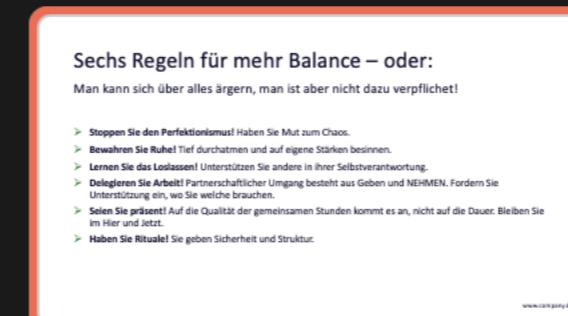 Sechs Regeln für mehr Balance – oder:
Man kann sich über alles ärgern, man ist aber nicht dazu verpflichet!
➤ Stoppen Sie den Perfektionismus! Haben Sie Mut zum Chaos.
➤ Bewahren Sie Ruhe! Tief durchatmen und auf eigene Stärken besinnen.
➤ Lernen Sie das Loslassen! Unterstützen Sie andere in ihrer Selbstverantwortung.
➤ Delegieren Sie Arbeit! Partnerschaftlicher Umgang besteht aus Geben und NEHMEN. Fordern Sie
Unterstützung ein, wo Sie welche brauchen.
➤ Seien Sie präsent! Auf die Qualität der gemeinsamen Stunden kommt es an, nicht auf die Dauer. Bleiben Sie
im Hier und Jetzt.
➤ Haben Sie Rituale! Sie geben Sicherheit und Struktur.